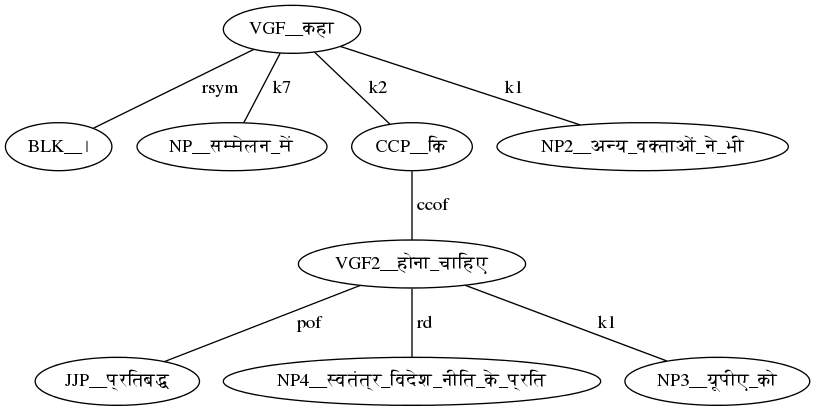 VGF__कहा
rsym k7 k2 k1
BLK__। NP__सम्मेलन_में CCP__कि NP2__अन्य_वक्ताओं_ने_भी
ccof
VGF2__होना_चाहिए
pof rd k1
JJP__प्रतिबद्ध NP4__स्वतंत्र_विदेश_नीति_के_प्रति NP3__यूपीए_को